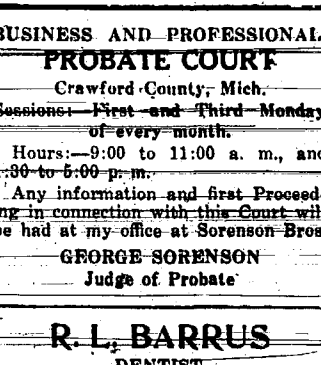 BUSINESS AND PROFESSIONAL
PROBATE COURT
Crawford County, Mich.
Sessions:—First and Third Monday
of every month.
Hours:—9:00 to 11:00 a. m., and
:30 to 5:00 p. m.
Any information and first Proceed-
ing in connection with this Court will
be had at my office at Sorenson Bros
GEORGE SORENSON
Judge of Probate
R. L. BARRUS
DENTIST